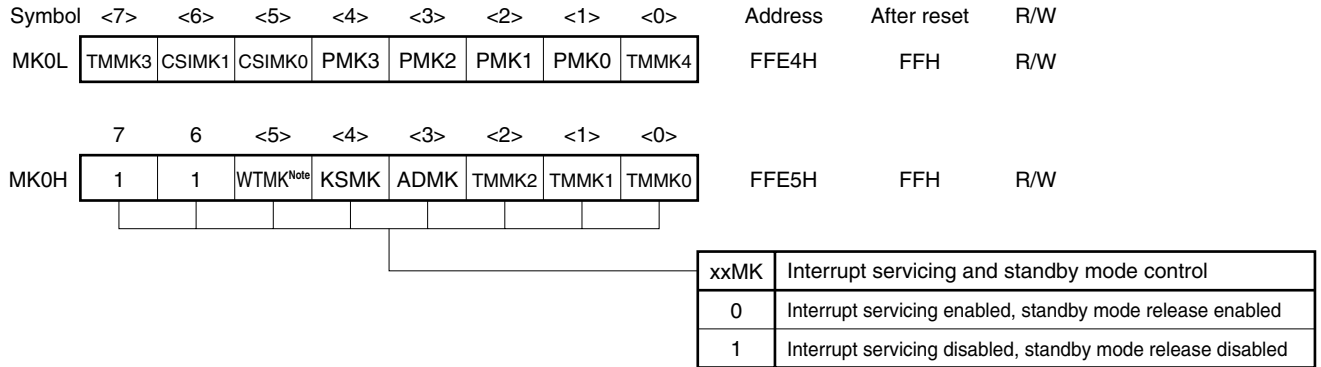 Symbol <7> <6> <5> <4> <3> <2> <1> <0> Address After reset R/W
MK0L TMMK3 CSIMK1 CSIMK0 PMK3 PMK2 PMK1 PMK0 TMMK4 FFE4H FFH R/W
7 6 <5> <4> <3> <2> <1> <0>
MK0H 1 1 WTMKNote KSMK ADMK TMMK2 TMMK1 TMMK0 FFE5H FFH R/W
xxMK Interrupt servicing and standby mode control
0 Interrupt servicing enabled, standby mode release enabled
1 Interrupt servicing disabled, standby mode release disabled